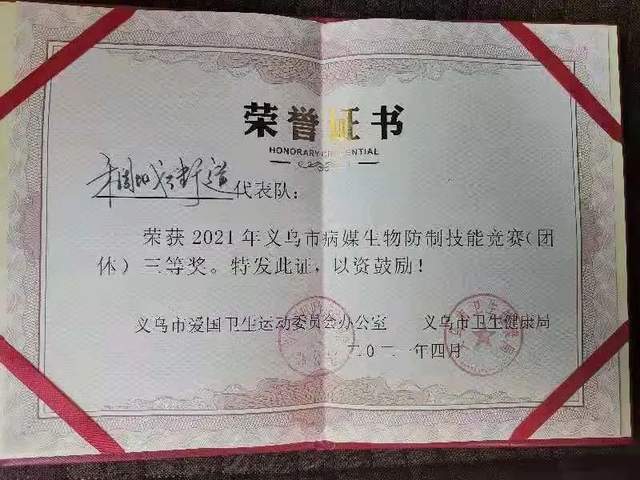 荣誉证书
HONORARY CREDENTIAL
稠城街道代表队：
荣获 2021 年义乌市病媒生物防制技能竞赛（团
体）三等奖。特发此证，以资鼓励！
义乌市爱国卫生运动委员会办公室 义乌市卫生健康局
二〇二一年四月